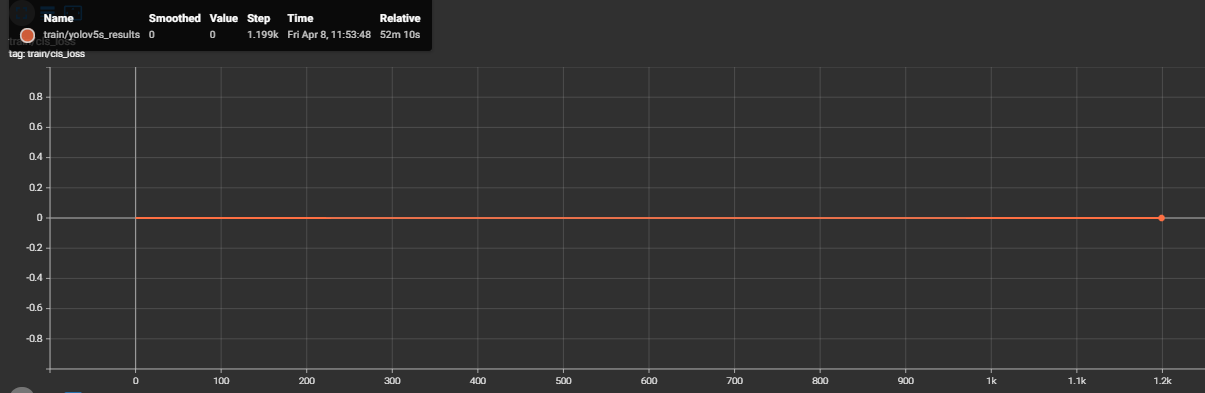 Name Smoothed Value Step Time Relative
train/yolov5s_results 0 0 1.199k Fri Apr 8, 11:53:48 52m 10s
train/cls_loss
tag: train/cls_loss
0.8
0.6
0.4
0.2
0
-0.2
-0.4
-0.6
-0.8
0 100 200 300 400 500 600 700 800 900 1k 1.1k 1.2k